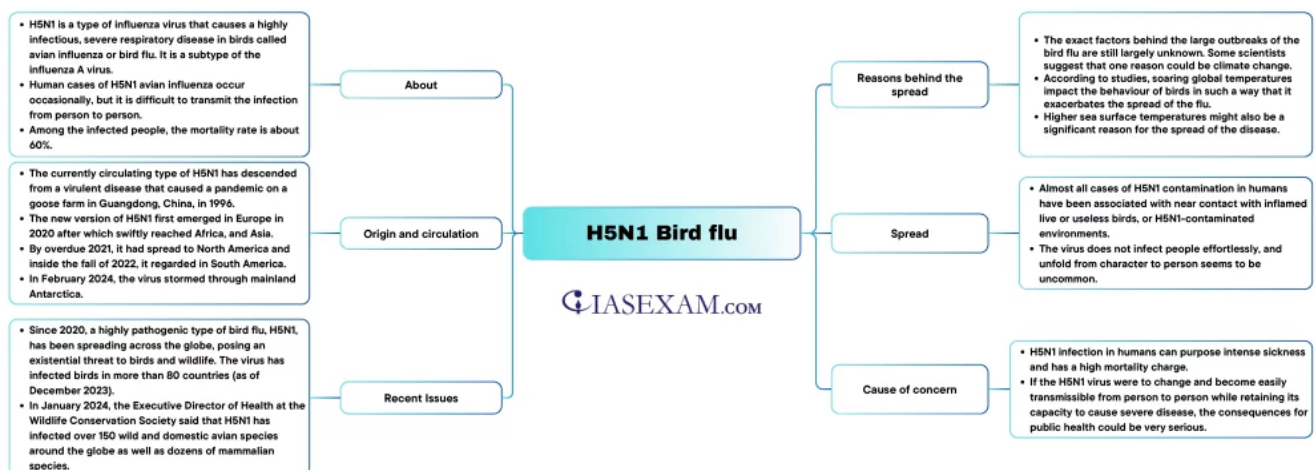 • H5N1 is a type of influenza virus that causes a highly
infectious, severe respiratory disease in birds called
avian influenza or bird flu. It is a subtype of the
influenza A virus.
• Human cases of H5N1 avian influenza occur
occasionally, but it is difficult to transmit the infection
from person to person.
• Among the infected people, the mortality rate is about
60%.
About
• The currently circulating type of H5N1 has descended
from a virulent disease that caused a pandemic on a
goose farm in Guangdong, China, in 1996.
• The new version of H5N1 first emerged in Europe in
2020 after which swiftly reached Africa, and Asia.
• By overdue 2021, it had spread to North America and
inside the fall of 2022, it regarded in South America.
• In February 2024, the virus stormed through mainland
Antarctica.
Origin and circulation
• Since 2020, a highly pathogenic type of bird flu, H5N1,
has been spreading across the globe, posing an
existential threat to birds and wildlife. The virus has
infected birds in more than 80 countries (as of
December 2023).
• In January 2024, the Executive Director of Health at the
Wildlife Conservation Society said that H5N1 has
infected over 150 wild and domestic avian species
around the globe as well as dozens of mammalian
species.
Recent Issues
H5N1 Bird flu
IASEXAM.COM
Reasons behind the
spread
• The exact factors behind the large outbreaks of the
bird flu are still largely unknown. Some scientists
suggest that one reason could be climate change.
• According to studies, soaring global temperatures
impact the behaviour of birds in such a way that it
exacerbates the spread of the flu.
• Higher sea surface temperatures might also be a
significant reason for the spread of the disease.
Spread
• Almost all cases of H5N1 contamination in humans
have been associated with near contact with inflamed
live or useless birds, or H5N1-contaminated
environments.
• The virus does not infect people effortlessly, and
unfold from character to person seems to be
uncommon.
Cause of concern
• H5N1 infection in humans can purpose intense sickness
and has a high mortality charge.
• If the H5N1 virus were to change and become easily
transmissible from person to person while retaining its
capacity to cause severe disease, the consequences for
public health could be very serious.